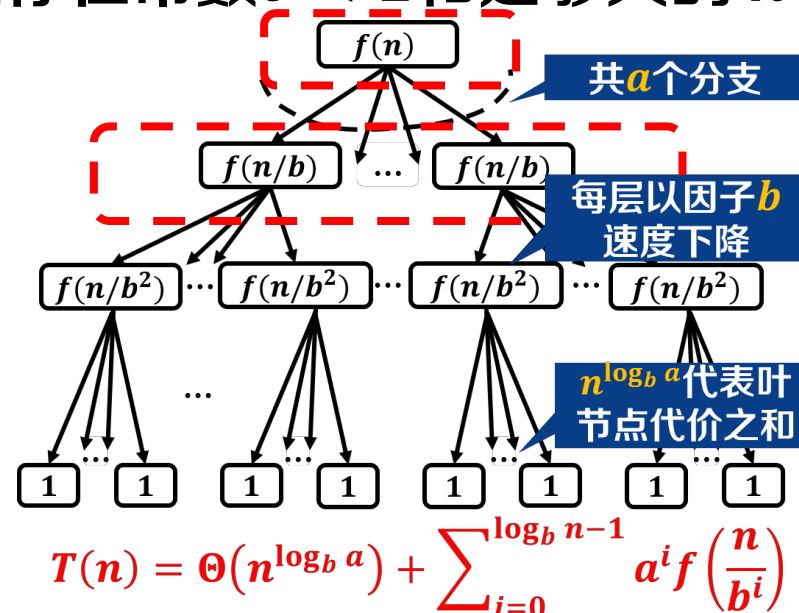 f(n)
共a个分支
f(n/b) ... f(n/b)
每层以因子b
速度下降
f(n/b²) ... f(n/b²) ... f(n/b²) ... f(n/b²)
n^{log_b a}代表叶
节点代价之和
...
... ... ... ...
1 1 1 1 1 1 1 1
T(n) = Θ(n^{log_b a}) + ∑_{i=0}^{log_b n−1} a^i f(n/b^i)